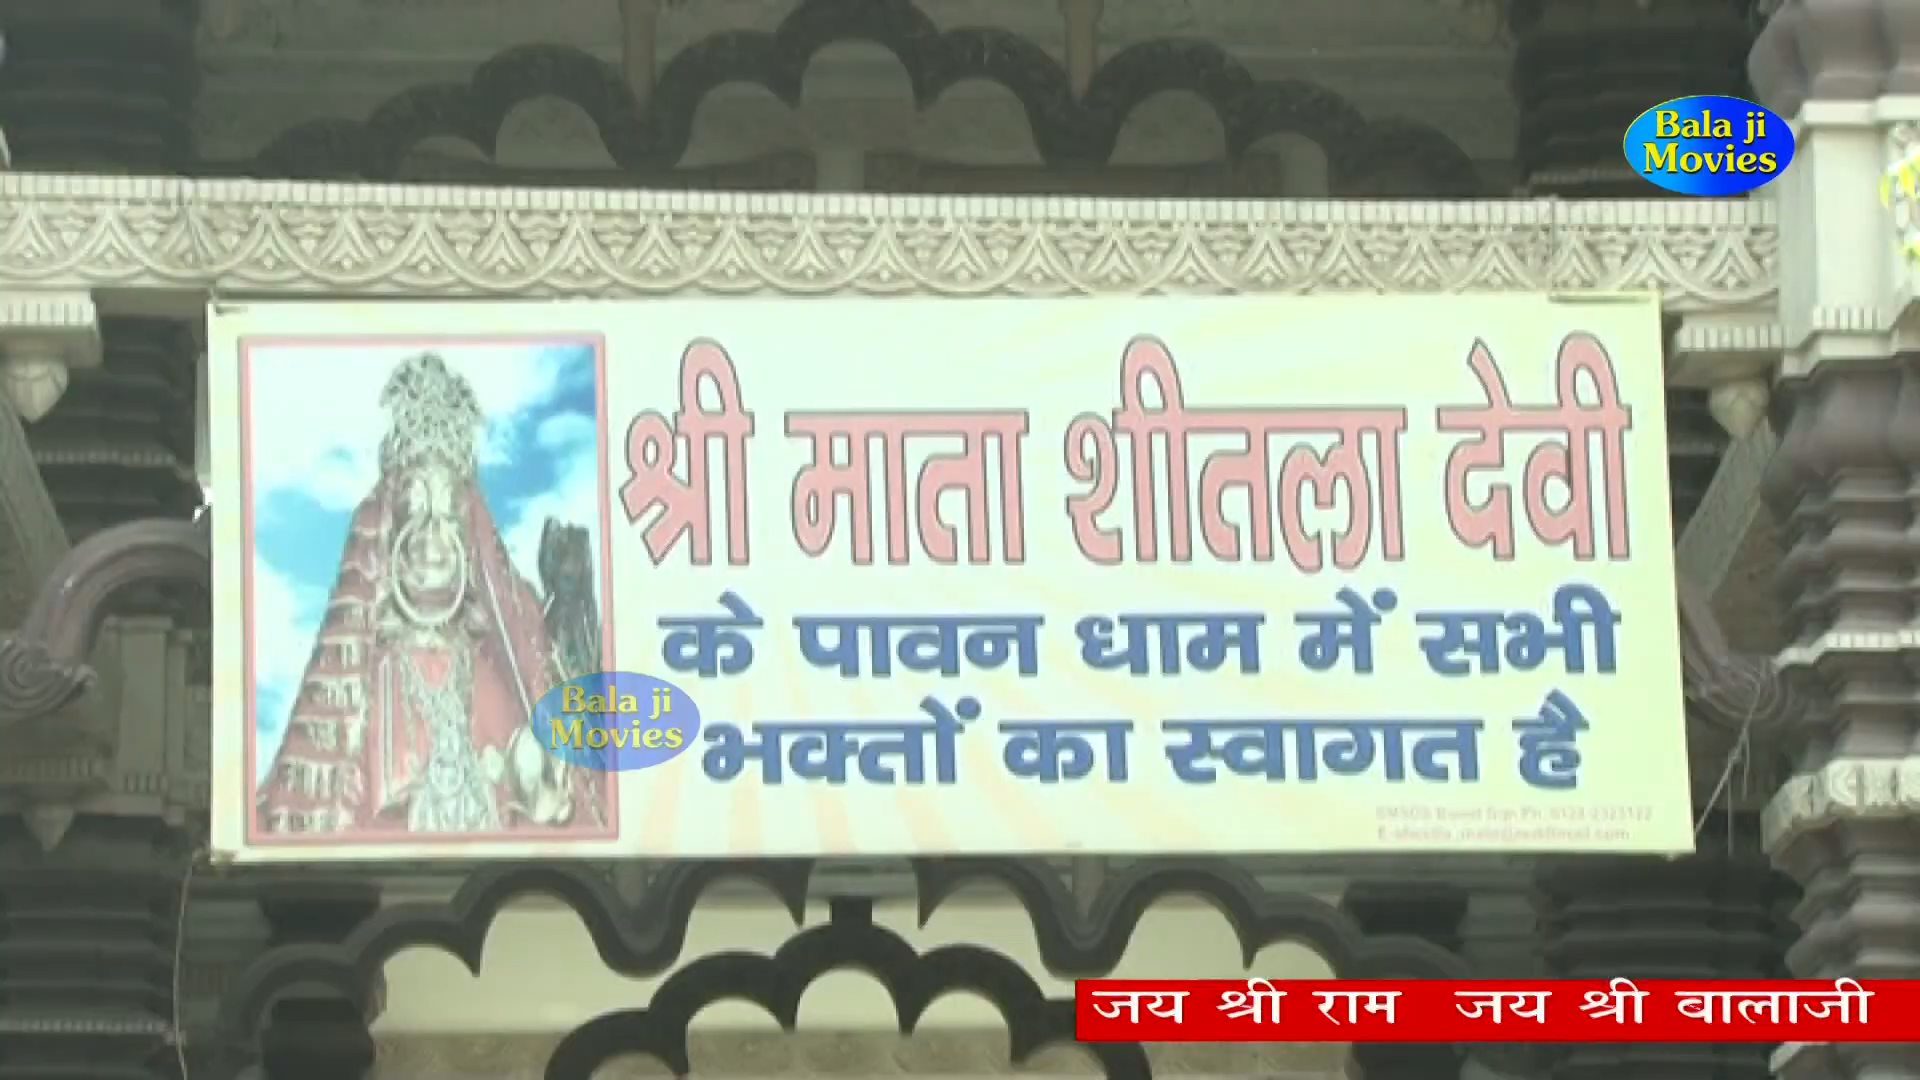 Bala ji
Movies
श्री माता शीतला देवी
के पावन धाम में सभी
Bala ji
Movies
भक्तों का स्वागत है
जय श्री राम जय श्री बालाजी